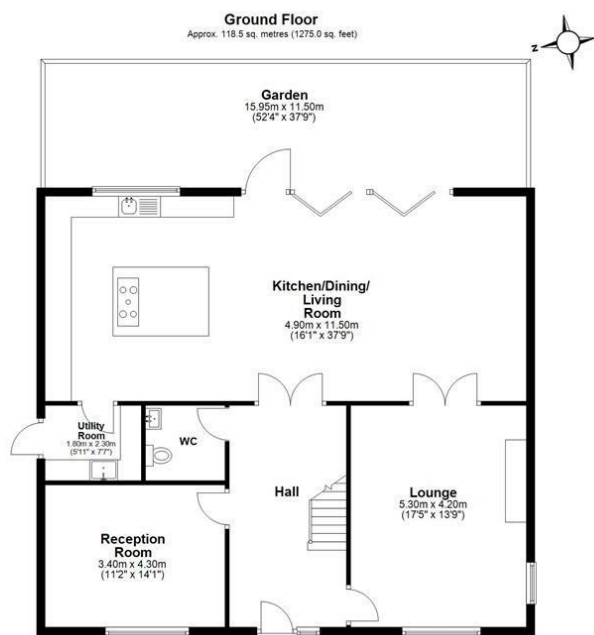 Ground Floor
Approx. 118.5 sq. metres (1275.0 sq. feet)
N
Garden
15.95m x 11.50m
(52'4" x 37'9")
Kitchen/Dining/
Living
Room
4.90m x 11.50m
(16'1" x 37'9")
Utility
Room
1.80m x 2.30m
(5'11" x 7'7")
WC
Hall
Lounge
5.30m x 4.20m
(17'5" x 13'9")
Reception
Room
3.40m x 4.30m
(11'2" x 14'1")